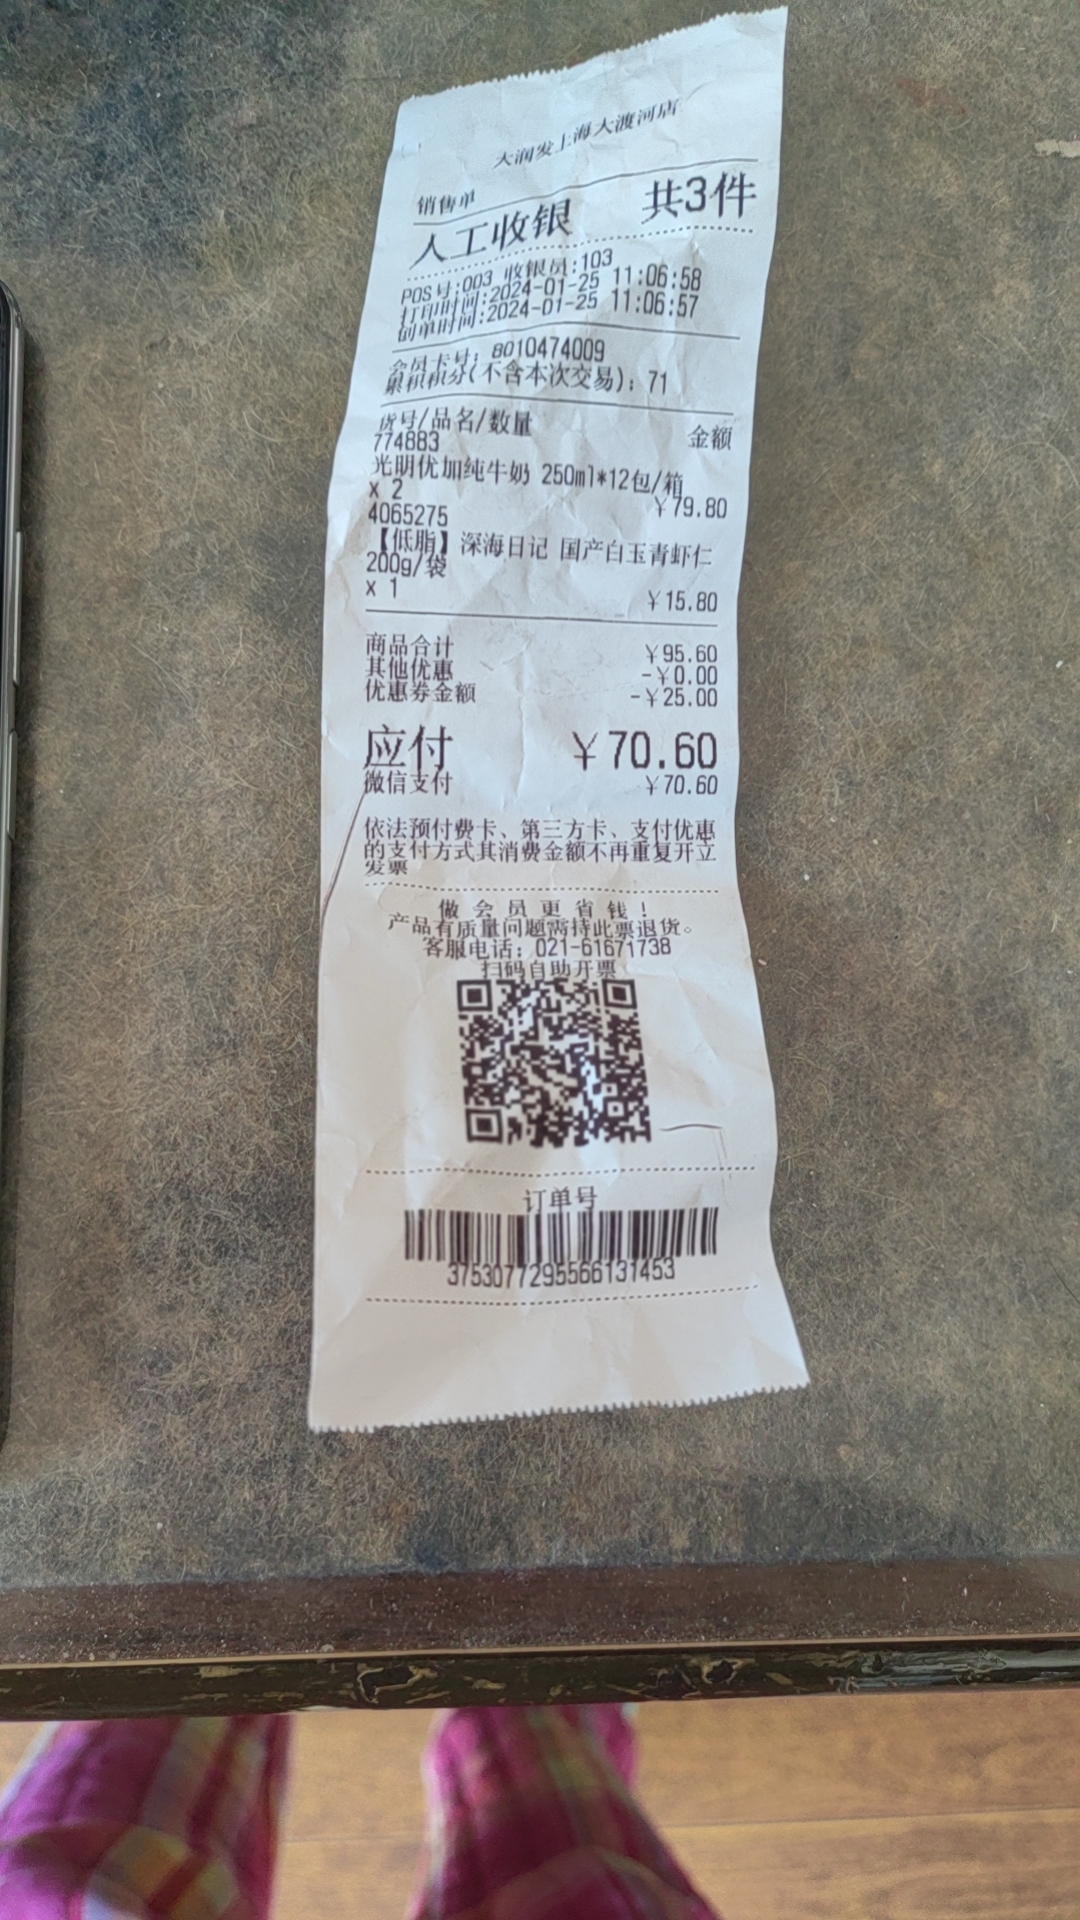 大润发上海大渡河店
销售单
人工收银 共3件
POS号:003 收银员:103
打印时间:2024-01-25 11:06:58
创单时间:2024-01-25 11:06:57
会员卡号: 8010474009
累积积分(不含本次交易): 71
货号/品名/数量 金额
774883
光明优加纯牛奶 250ml*12包/箱
x 2 ￥79.80
4065275
【低脂】深海日记 国产白玉青虾仁
200g/袋
x 1 ￥15.80
商品合计 ￥95.60
其他优惠 -￥0.00
优惠券金额 -￥25.00
应付 ￥70.60
微信支付 ￥70.60
依法预付费卡、第三方卡、支付优惠
的支付方式其消费金额不再重复开立
发票
做会员更省钱!
产品有质量问题需持此票退货。
客服电话: 021-61671738
扫码自助开票
订单号
3753077295566131453